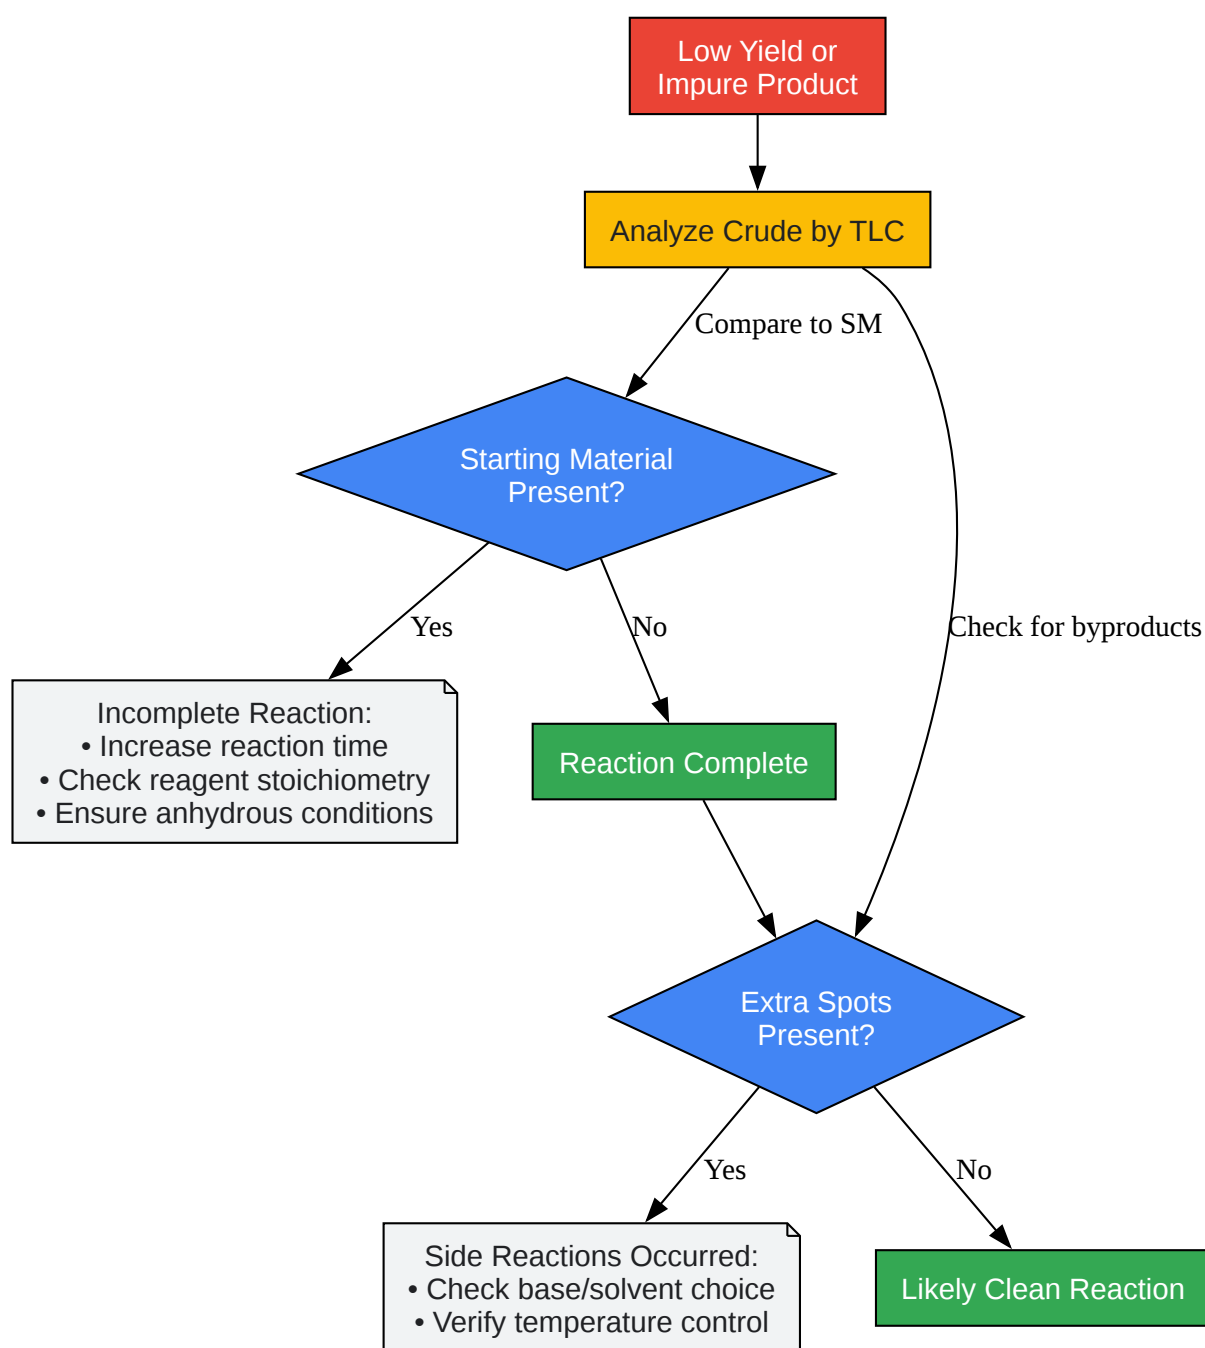 Low Yield or
Impure Product
Analyze Crude by TLC
Compare to SM
Starting Material
Present?
Yes
No
Check for byproducts
Incomplete Reaction:
• Increase reaction time
• Check reagent stoichiometry
• Ensure anhydrous conditions
Reaction Complete
Extra Spots
Present?
Yes
No
Side Reactions Occurred:
• Check base/solvent choice
• Verify temperature control
Likely Clean Reaction